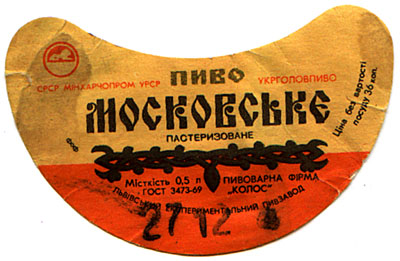 ПИВО
СРСР МІНХАРЧОПРОМ УРСР УКРГОЛОВПИВО
МОСКОВСЬКЕ
ПАСТЕРИЗОВАНЕ
Ціна без вартості
посуду 36 коп.
Місткість 0,5 л
ГОСТ 3473-69
ПИВОВАРНА ФІРМА
"КОЛОС"
ЛЬВІВСЬКИЙ ЕКСПЕРИМЕНТАЛЬНИЙ ПИВЗАВОД
27 12